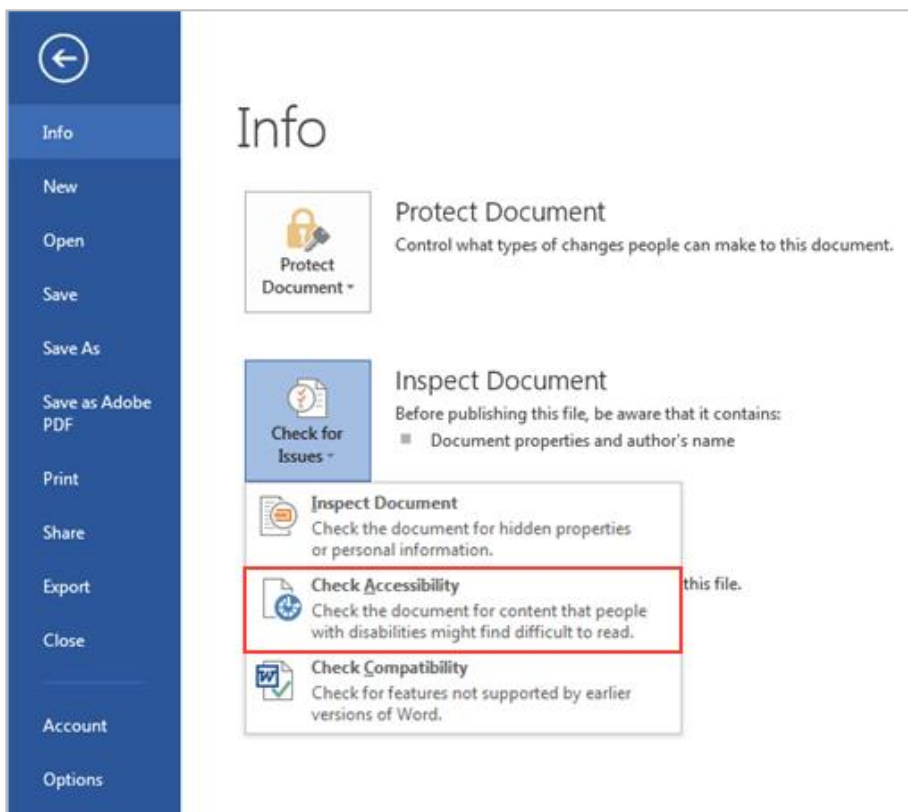 Info
New
Open
Save
Save As
Save as Adobe
PDF
Print
Share
Export
Close
Account
Options
Info
Protect
Document
Protect Document
Control what types of changes people can make to this document.
Check for
Issues
Inspect Document
Before publishing this file, be aware that it contains:
Document properties and author's name
Inspect Document
Check the document for hidden properties
or personal information.
Check Accessibility
Check the document for content that people
with disabilities might find difficult to read.
this file.
Check Compatibility
Check for features not supported by earlier
versions of Word.